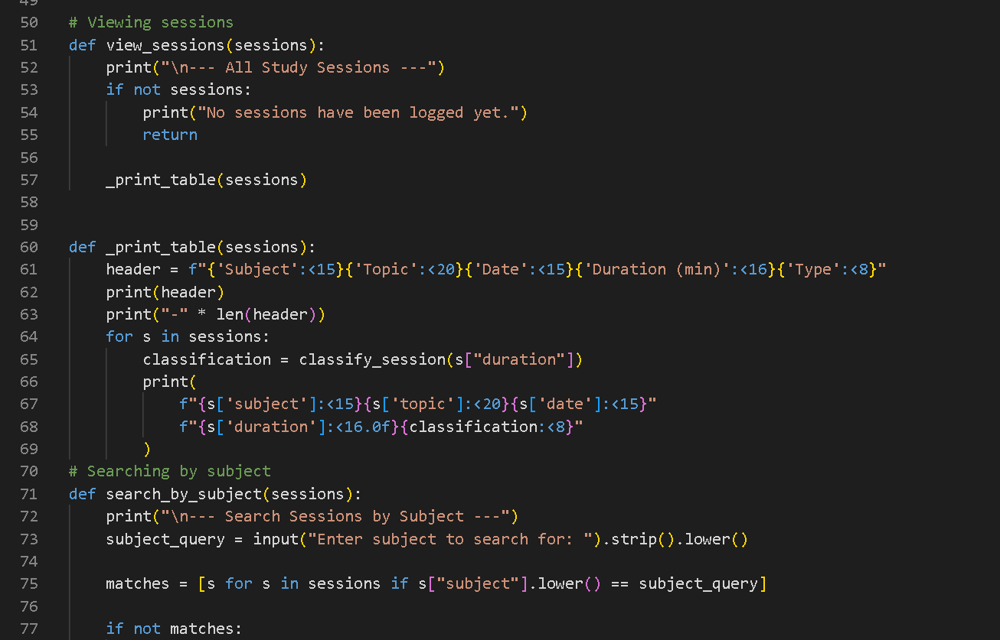 49
50 # Viewing sessions
51 def view_sessions(sessions):
52     print("\n--- All Study Sessions ---")
53     if not sessions:
54         print("No sessions have been logged yet.")
55         return
56
57     _print_table(sessions)
58
59
60 def _print_table(sessions):
61     header = f"{'Subject':<15}{'Topic':<20}{'Date':<15}{'Duration (min)':<16}{'Type':<8}"
62     print(header)
63     print("-" * len(header))
64     for s in sessions:
65         classification = classify_session(s["duration"])
66         print(
67             f"{s['subject']:<15}{s['topic']:<20}{s['date']:<15}"
68             f"{s['duration']:<16.0f}{classification:<8}"
69         )
70 # Searching by subject
71 def search_by_subject(sessions):
72     print("\n--- Search Sessions by Subject ---")
73     subject_query = input("Enter subject to search for: ").strip().lower()
74
75     matches = [s for s in sessions if s["subject"].lower() == subject_query]
76
77     if not matches: